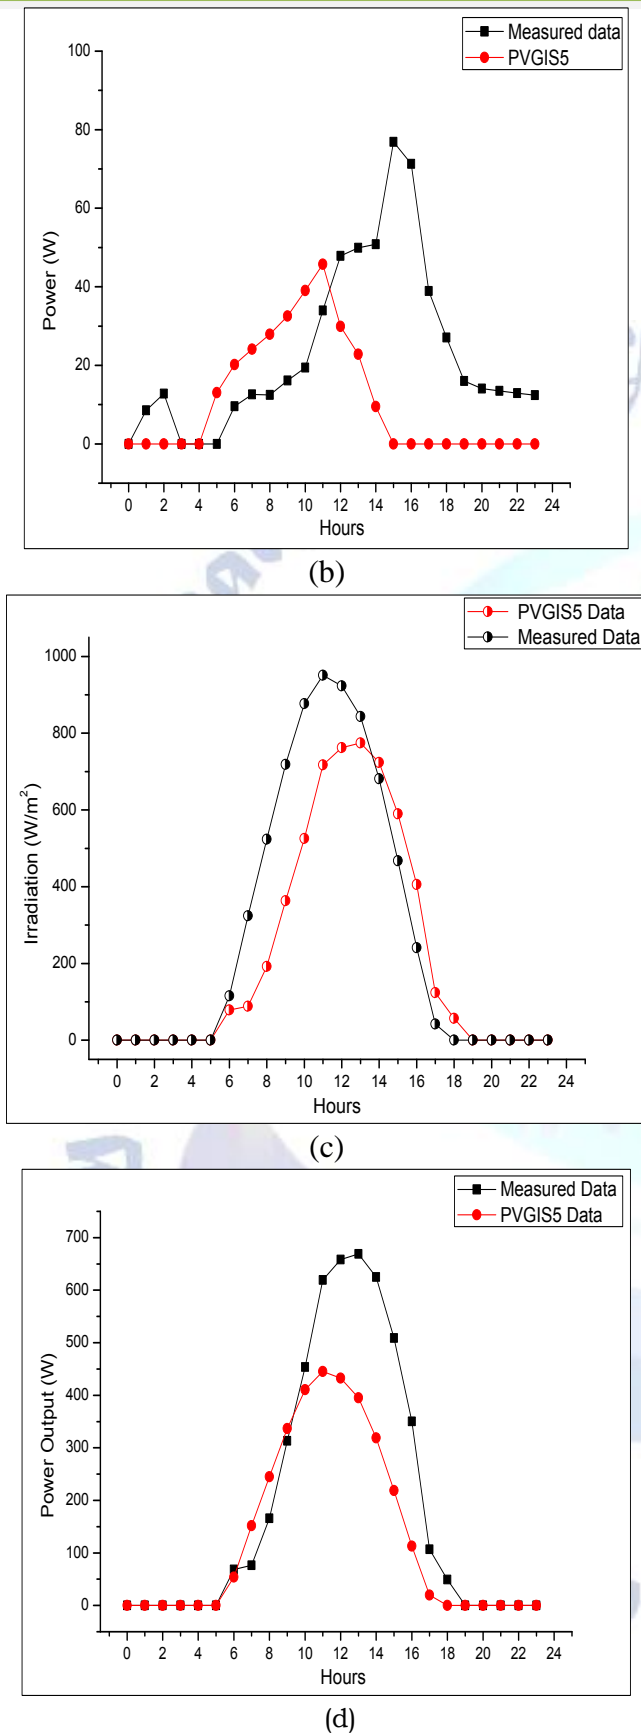 Measured data
PVGIS5
100
80
60
40
20
0
Power (W)
0 2 4 6 8 10 12 14 16 18 20 22 24
Hours
(b)
PVGIS5 Data
Measured Data
1000
800
600
400
200
0
Irradiation (W/m²)
0 2 4 6 8 10 12 14 16 18 20 22 24
Hours
(c)
Measured Data
PVGIS5 Data
700
600
500
400
300
200
100
0
Power Output (W)
0 2 4 6 8 10 12 14 16 18 20 22 24
Hours
(d)